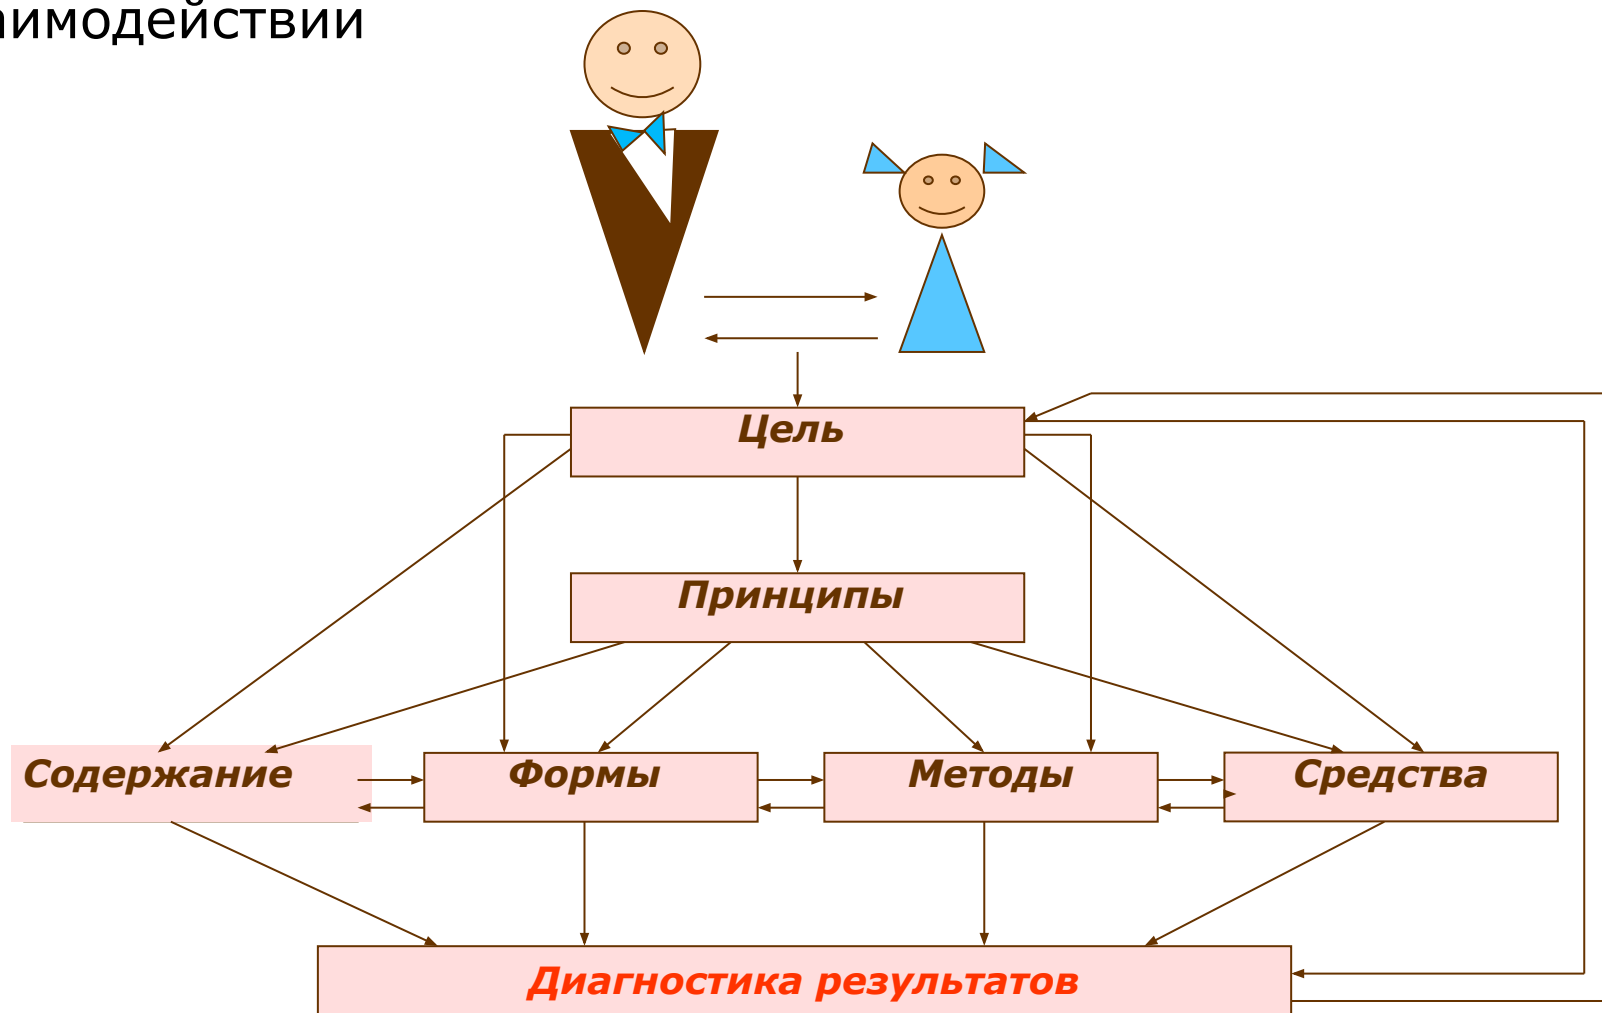 аимодействии
Цель
Принципы
Содержание
Формы
Методы
Средства
Диагностика результатов